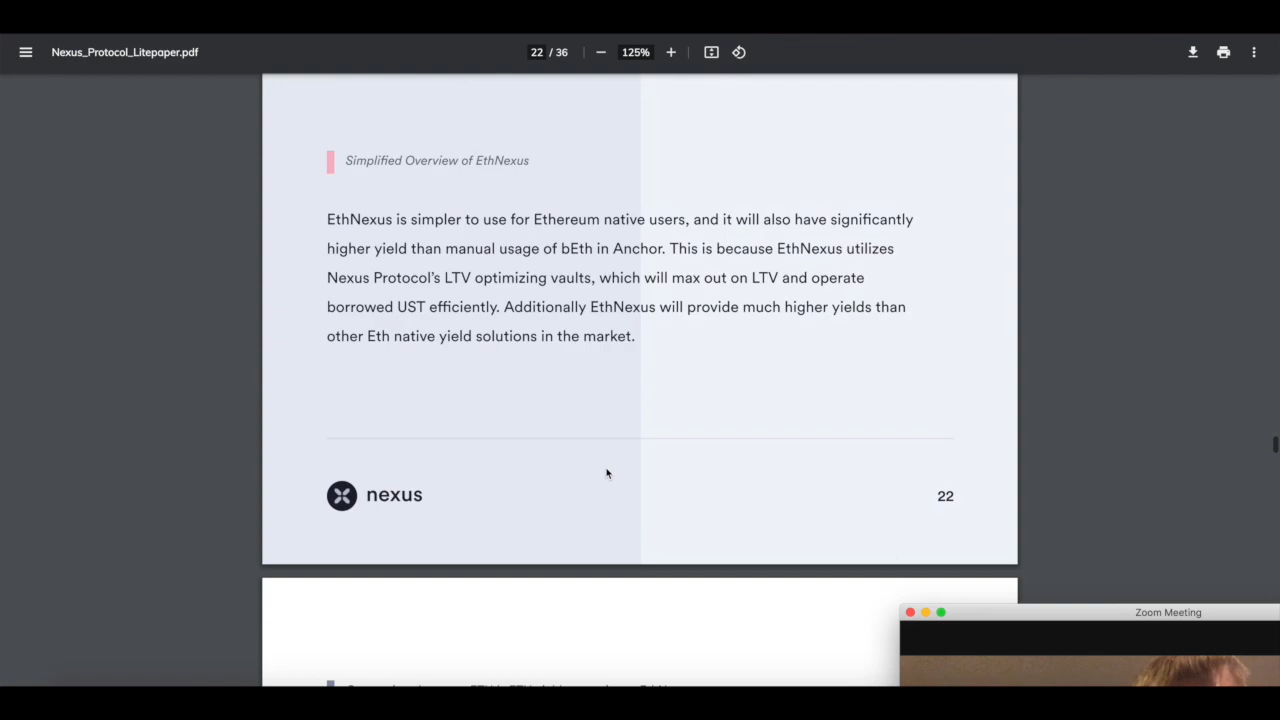 Nexus_Protocol_Litepaper.pdf
22 / 36
125%
Simplified Overview of EthNexus
EthNexus is simpler to use for Ethereum native users, and it will also have significantly
higher yield than manual usage of bEth in Anchor. This is because EthNexus utilizes
Nexus Protocol's LTV optimizing vaults, which will max out on LTV and operate
borrowed UST efficiently. Additionally EthNexus will provide much higher yields than
other Eth native yield solutions in the market.
nexus
22
Zoom Meeting